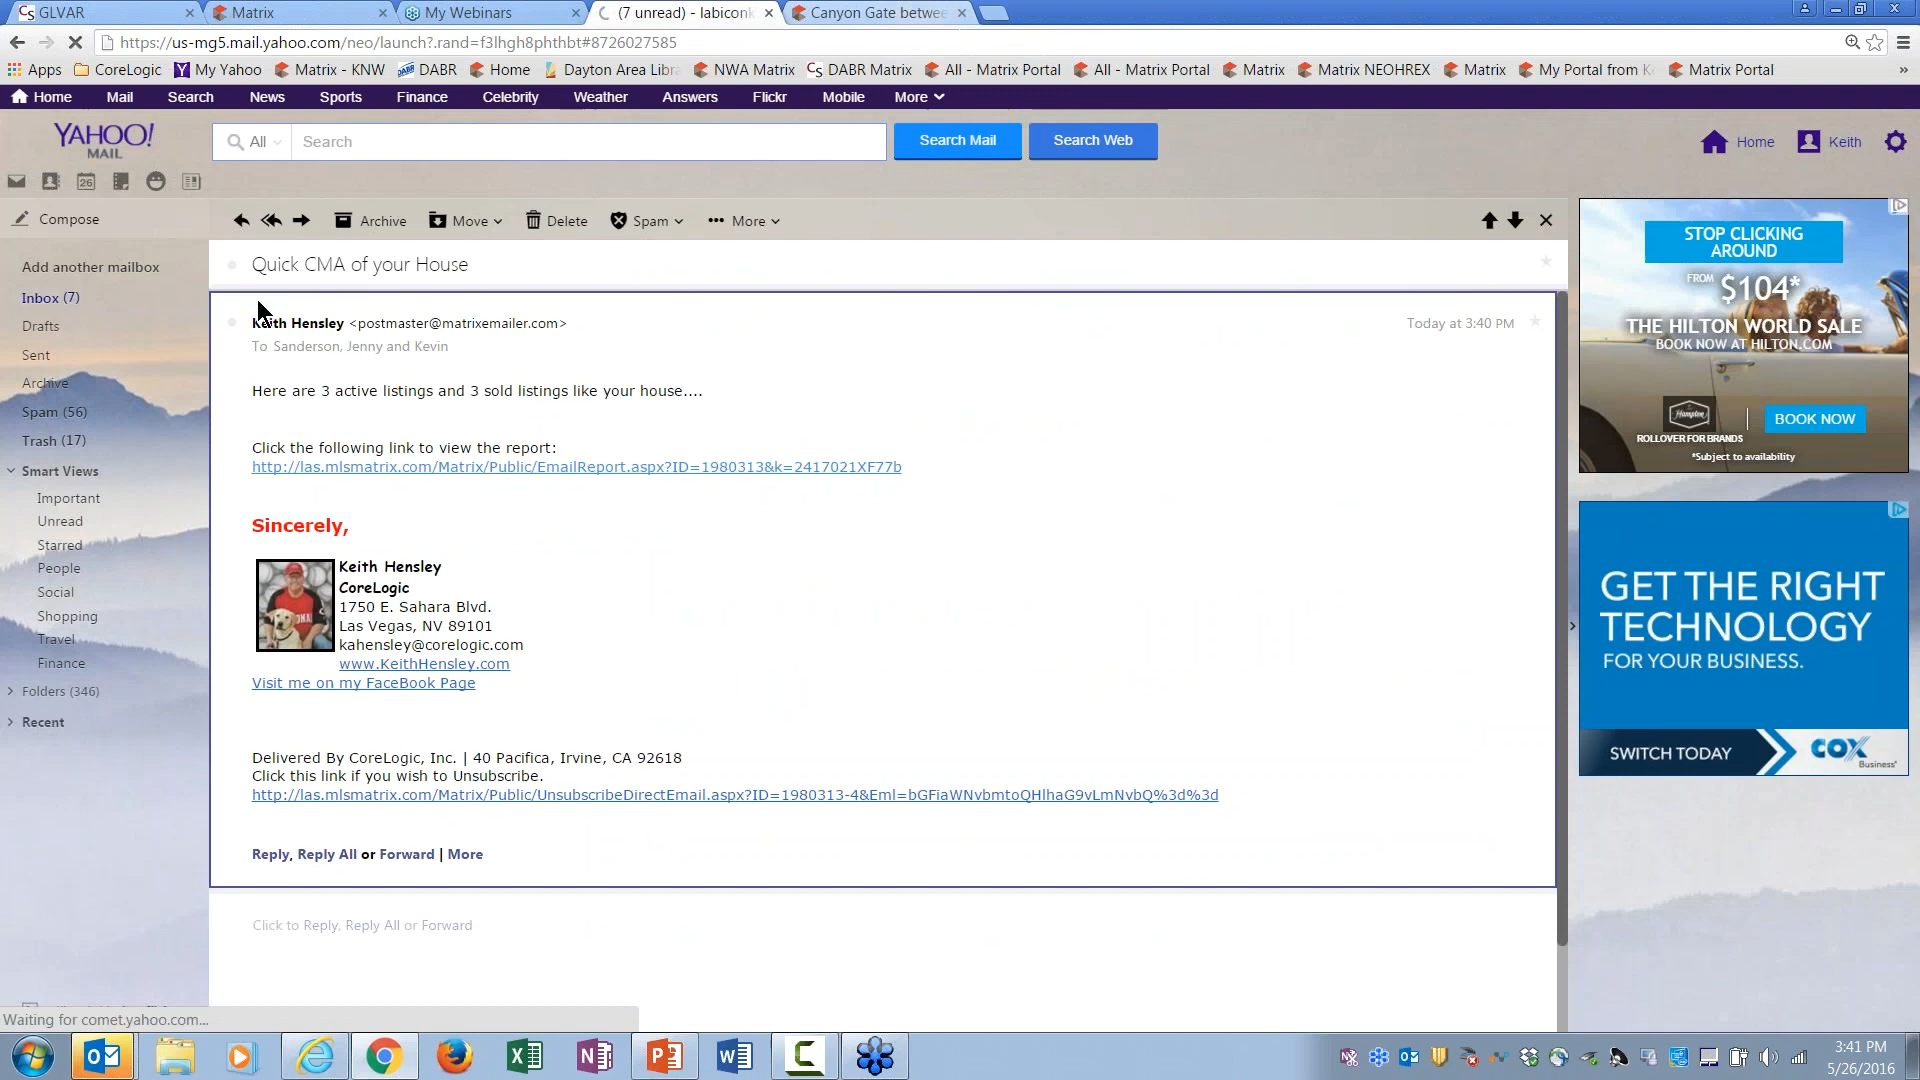 GLVAR
Matrix
My Webinars
(7 unread) - labiconk
Canyon Gate betwee
https://us-mg5.mail.yahoo.com/neo/launch?.rand=f3lhgh8phthbt#8726027585
Apps
CoreLogic
My Yahoo
Matrix - KNW
DABR
Home
Dayton Area Libra
NWA Matrix
DABR Matrix
All - Matrix Portal
All - Matrix Portal
Matrix
Matrix NEOHREX
Matrix
My Portal from K
Matrix Portal
»
Home
Mail
Search
News
Sports
Finance
Celebrity
Weather
Answers
Flickr
Mobile
More
YAHOO!
MAIL
All
Search
Search Mail
Search Web
Home
Keith
26
Compose
Archive
Move
Delete
Spam
More
Add another mailbox
Inbox (7)
Drafts
Sent
Archive
Spam (56)
Trash (17)
Smart Views
Important
Unread
Starred
People
Social
Shopping
Travel
Finance
Folders (346)
Recent
Quick CMA of your House
Keith Hensley <postmaster@matrixemailer.com>
Today at 3:40 PM
To Sanderson, Jenny and Kevin
Here are 3 active listings and 3 sold listings like your house....
Click the following link to view the report:
http://las.mlsmatrix.com/Matrix/Public/EmailReport.aspx?ID=1980313&k=2417021XF77b
Sincerely,
Keith Hensley
CoreLogic
1750 E. Sahara Blvd.
Las Vegas, NV 89101
kahensley@corelogic.com
www.KeithHensley.com
Visit me on my FaceBook Page
Delivered By CoreLogic, Inc. | 40 Pacifica, Irvine, CA 92618
Click this link if you wish to Unsubscribe.
http://las.mlsmatrix.com/Matrix/Public/UnsubscribeDirectEmail.aspx?ID=1980313-4&Eml=bGFiaWNvbmtoQHlhaG9vLmNvbQ%3d%3d
Reply, Reply All or Forward | More
Click to Reply, Reply All or Forward
STOP CLICKING
AROUND
FROM $104*
THE HILTON WORLD SALE
BOOK NOW AT HILTON.COM
Hampton
BOOK NOW
ROLLOVER FOR BRANDS
*Subject to availability
GET THE RIGHT
TECHNOLOGY
FOR YOUR BUSINESS.
SWITCH TODAY
COX
Business
Waiting for comet.yahoo.com...
3:41 PM
5/26/2016